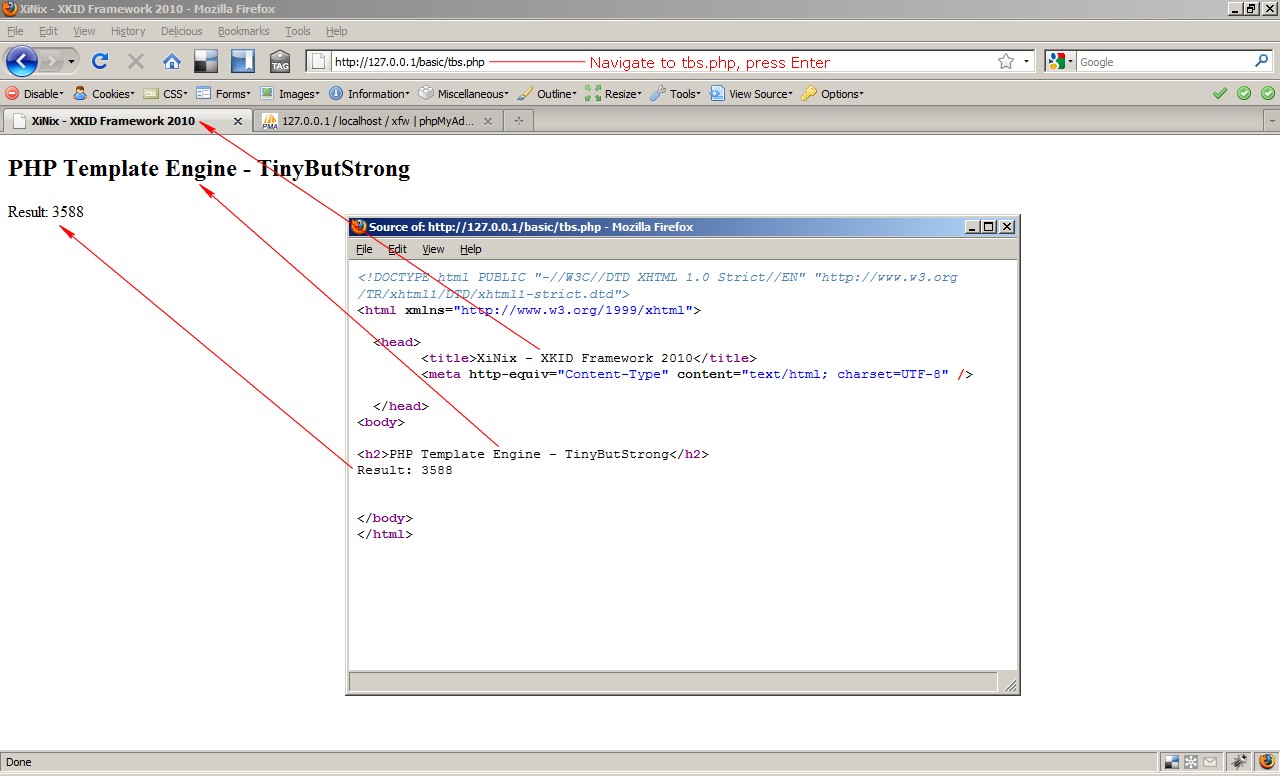 XiNix - XKID Framework 2010 - Mozilla Firefox
File Edit View History Delicious Bookmarks Tools Help
TAG http://127.0.0.1/basic/tbs.php Navigate to tbs.php, press Enter Google
Disable Cookies CSS Forms Images Information Miscellaneous Outline Resize Tools View Source Options
XiNix - XKID Framework 2010 PMA 127.0.0.1 / localhost / xfw | phpMyAd...
PHP Template Engine - TinyButStrong
Result: 3588
Source of: http://127.0.0.1/basic/tbs.php - Mozilla Firefox
File Edit View Help
<!DOCTYPE html PUBLIC "-//W3C//DTD XHTML 1.0 Strict//EN" "http://www.w3.org
/TR/xhtml1/DTD/xhtml1-strict.dtd">
<html xmlns="http://www.w3.org/1999/xhtml">
<head>
<title>XiNix - XKID Framework 2010</title>
<meta http-equiv="Content-Type" content="text/html; charset=UTF-8" />
</head>
<body>
<h2>PHP Template Engine - TinyButStrong</h2>
Result: 3588
</body>
</html>
Done